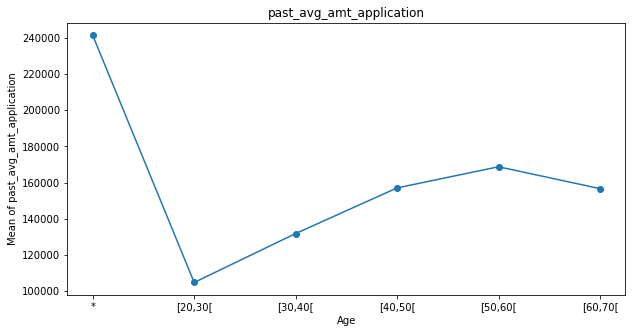 past_avg_amt_application
Mean of past_avg_amt_application
240000
220000
200000
180000
160000
140000
120000
100000
* [20,30[ [30,40[ [40,50[ [50,60[ [60,70[
Age